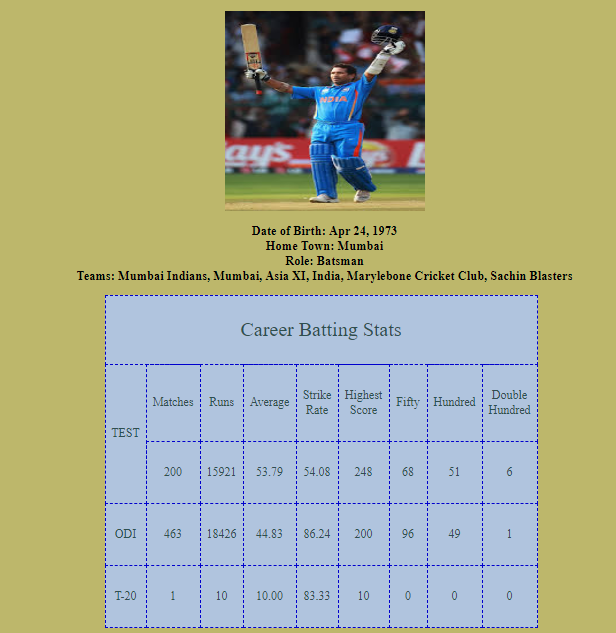 INDIA
Date of Birth: Apr 24, 1973
Home Town: Mumbai
Role: Batsman
Teams: Mumbai Indians, Mumbai, Asia XI, India, Marylebone Cricket Club, Sachin Blasters
Career Batting Stats
TEST Matches Runs Average Strike Rate Highest Score Fifty Hundred Double Hundred
200 15921 53.79 54.08 248 68 51 6
ODI 463 18426 44.83 86.24 200 96 49 1
T-20 1 10 10.00 83.33 10 0 0 0